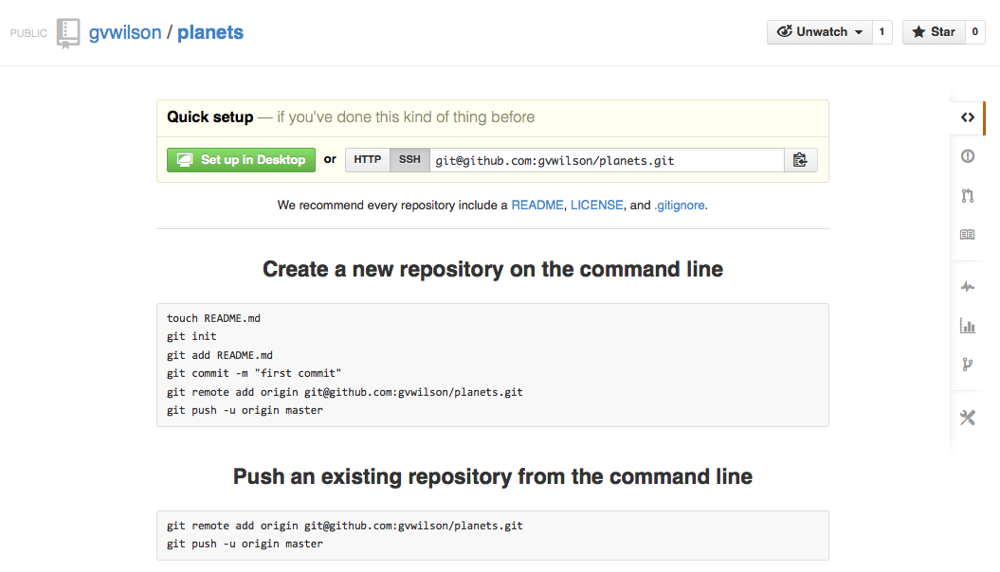 PUBLIC gvwilson / planets Unwatch 1 Star 0
Quick setup — if you've done this kind of thing before
Set up in Desktop or HTTP SSH git@github.com:gvwilson/planets.git
We recommend every repository include a README, LICENSE, and .gitignore.
Create a new repository on the command line
touch README.md
git init
git add README.md
git commit -m "first commit"
git remote add origin git@github.com:gvwilson/planets.git
git push -u origin master
Push an existing repository from the command line
git remote add origin git@github.com:gvwilson/planets.git
git push -u origin master